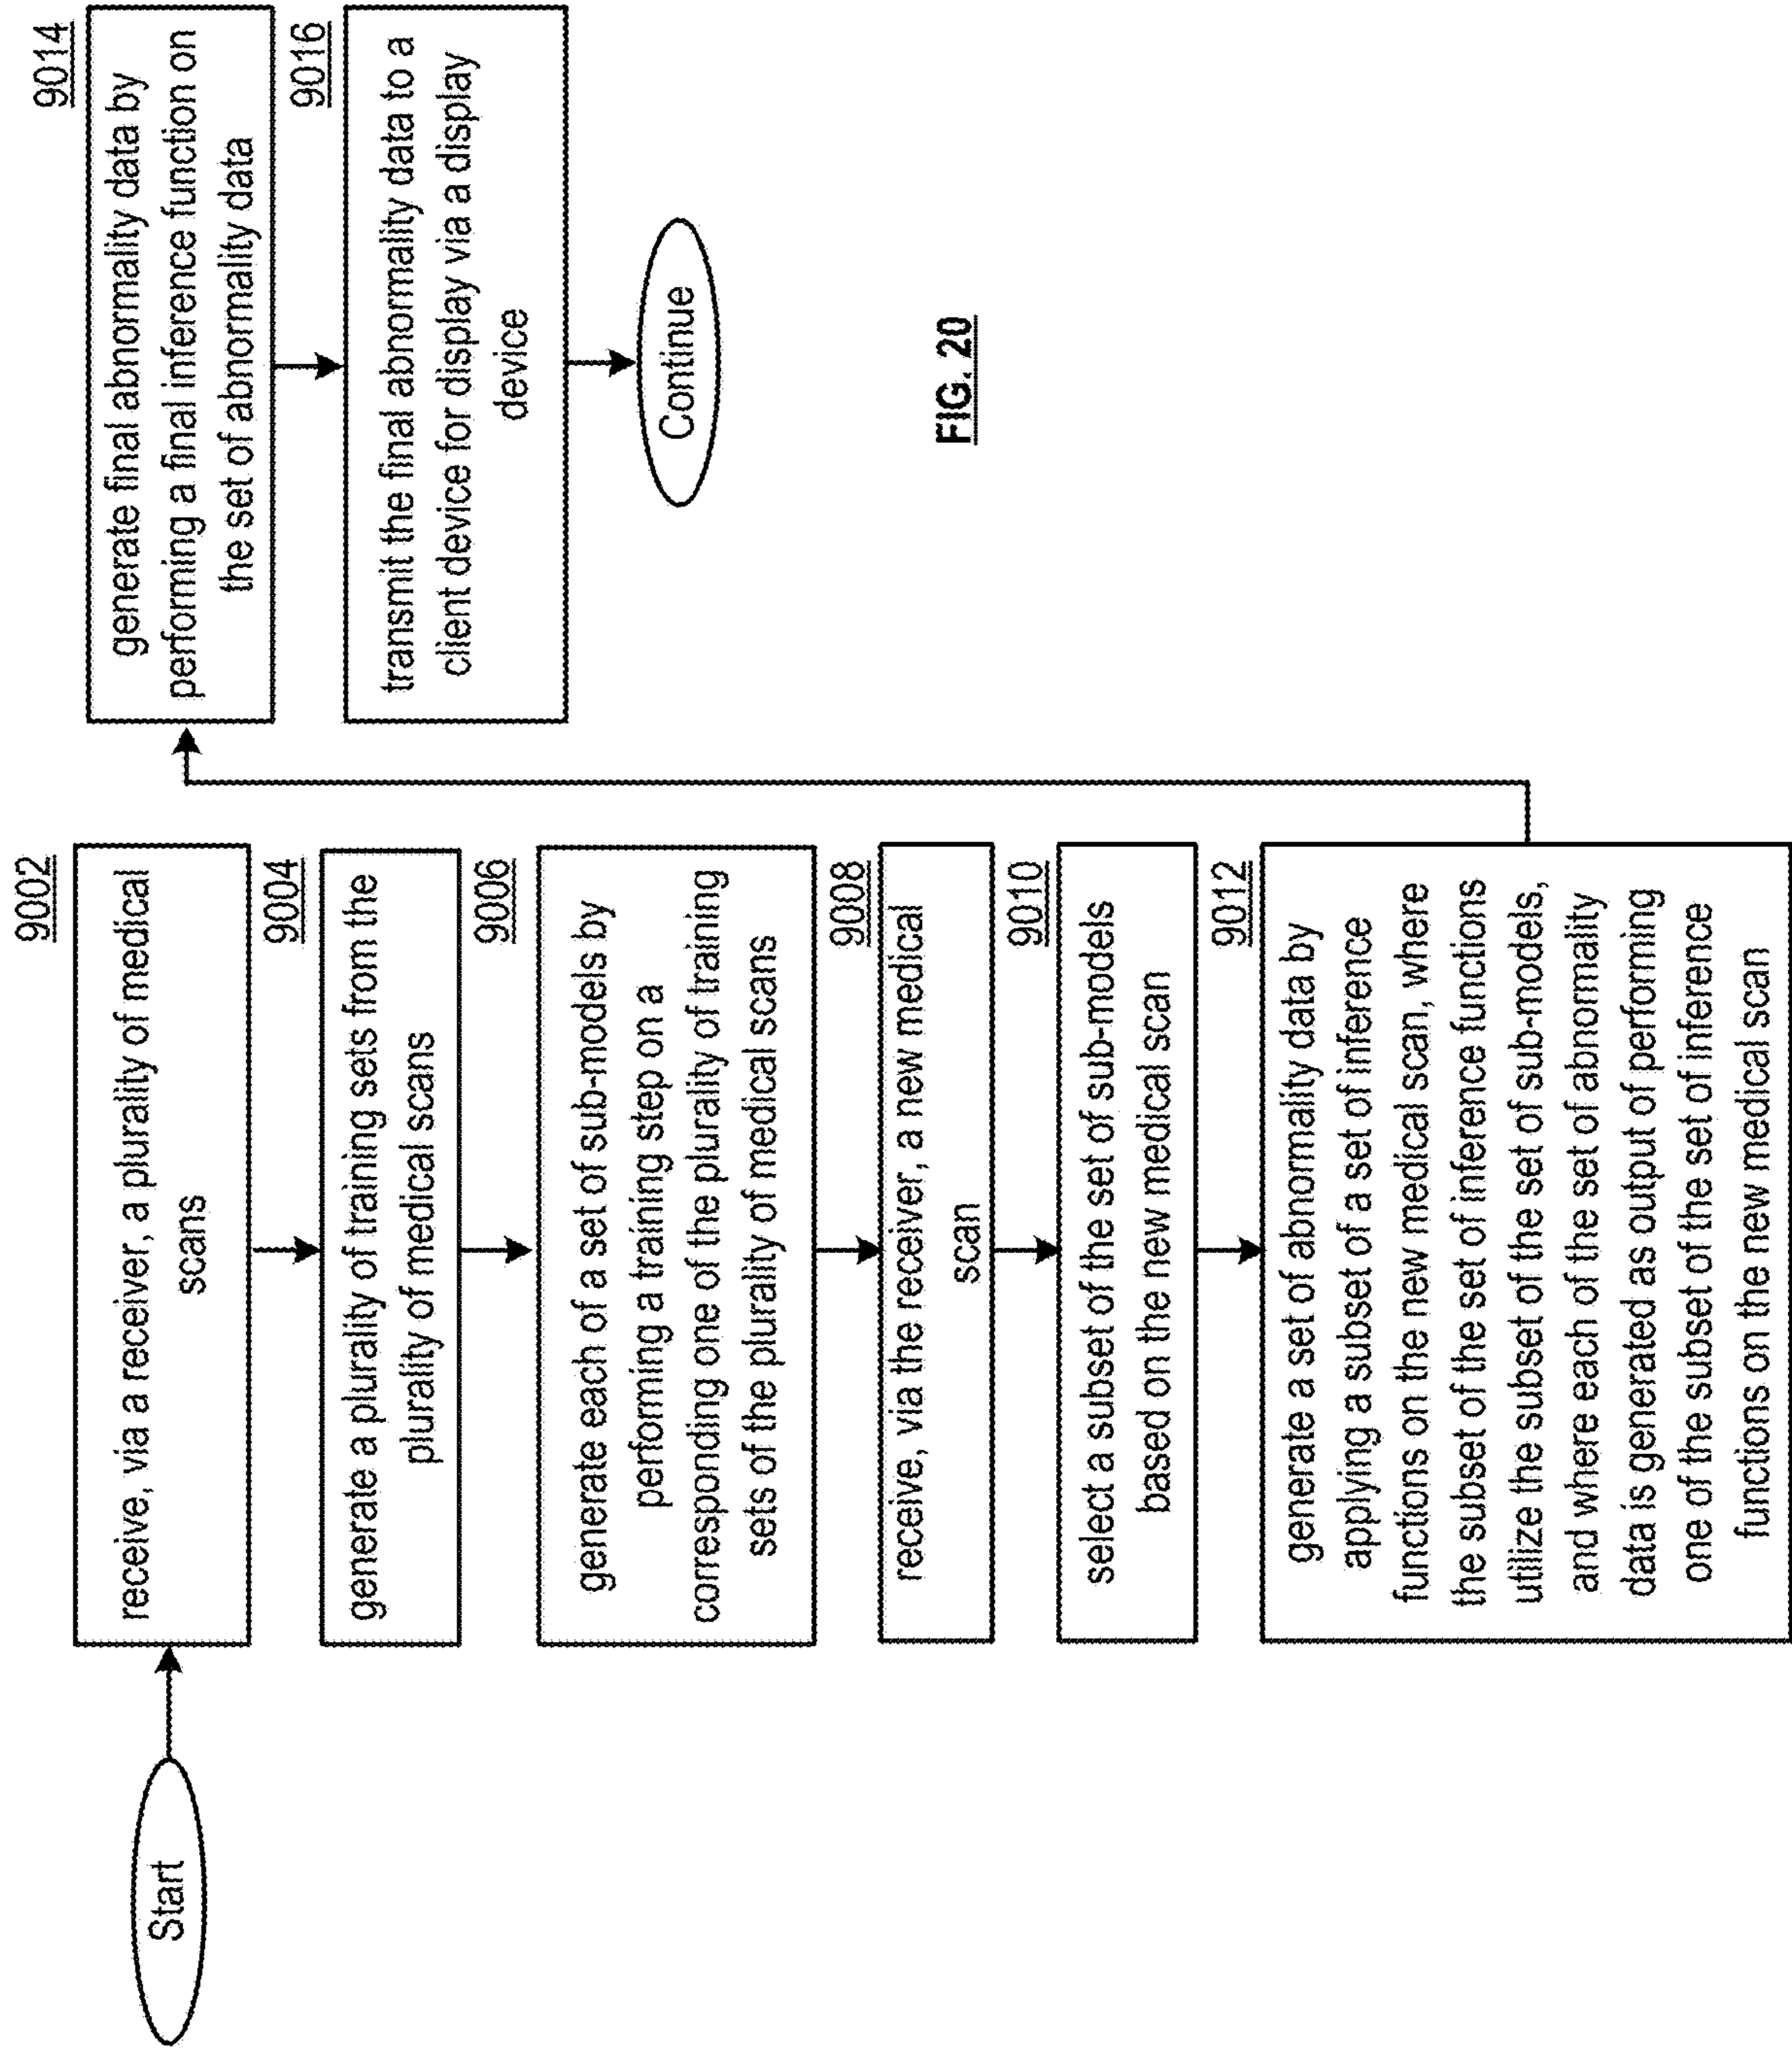 Start
9002
receive, via a receiver, a plurality of medical
scans
9004
generate a plurality of training sets from the
plurality of medical scans
9006
generate each of a set of sub-models by
performing a training step on a
corresponding one of the plurality of training
sets of the plurality of medical scans
9008
receive, via the receiver, a new medical
scan
9010
select a subset of the set of sub-models
based on the new medical scan
9012
generate a set of abnormality data by
applying a subset of a set of inference
functions on the new medical scan, where
the subset of the set of inference functions
utilize the subset of the set of sub-models,
and where each of the set of abnormality
data is generated as output of performing
one of the subset of the set of inference
functions on the new medical scan
9014
generate final abnormality data by
performing a final inference function on
the set of abnormality data
9016
transmit the final abnormality data to a
client device for display via a display
device
Continue
FIG. 20